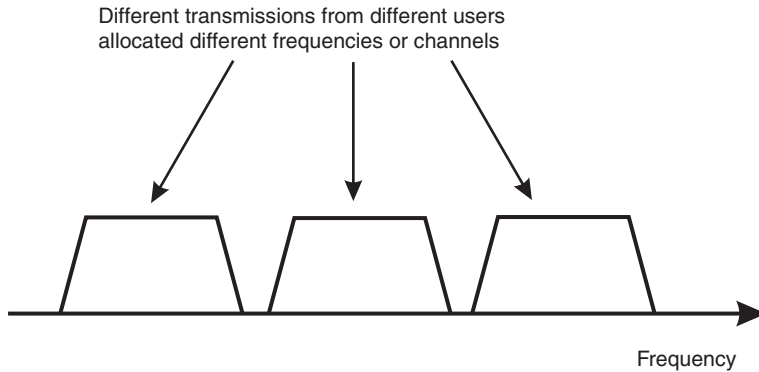 Different transmissions from different users
allocated different frequencies or channels
Frequency